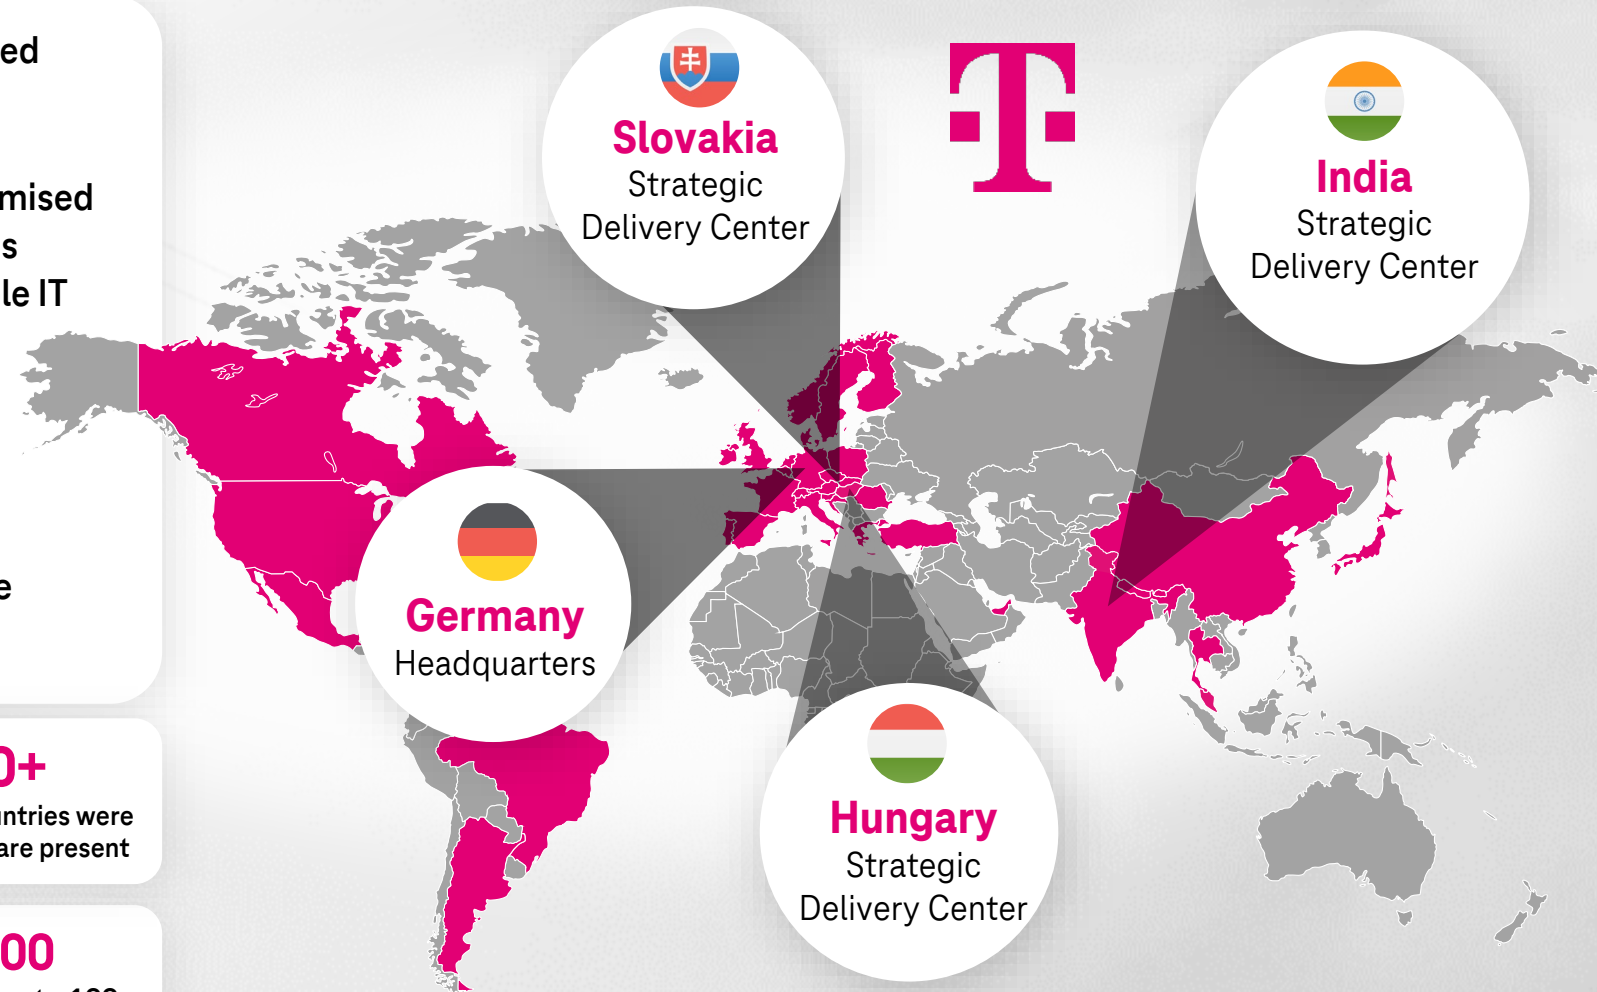 ed
mised
s
le IT
e
0+
untries were
are present
00
Slovakia
Strategic
Delivery Center
T
India
Strategic
Delivery Center
Germany
Headquarters
Hungary
Strategic
Delivery Center